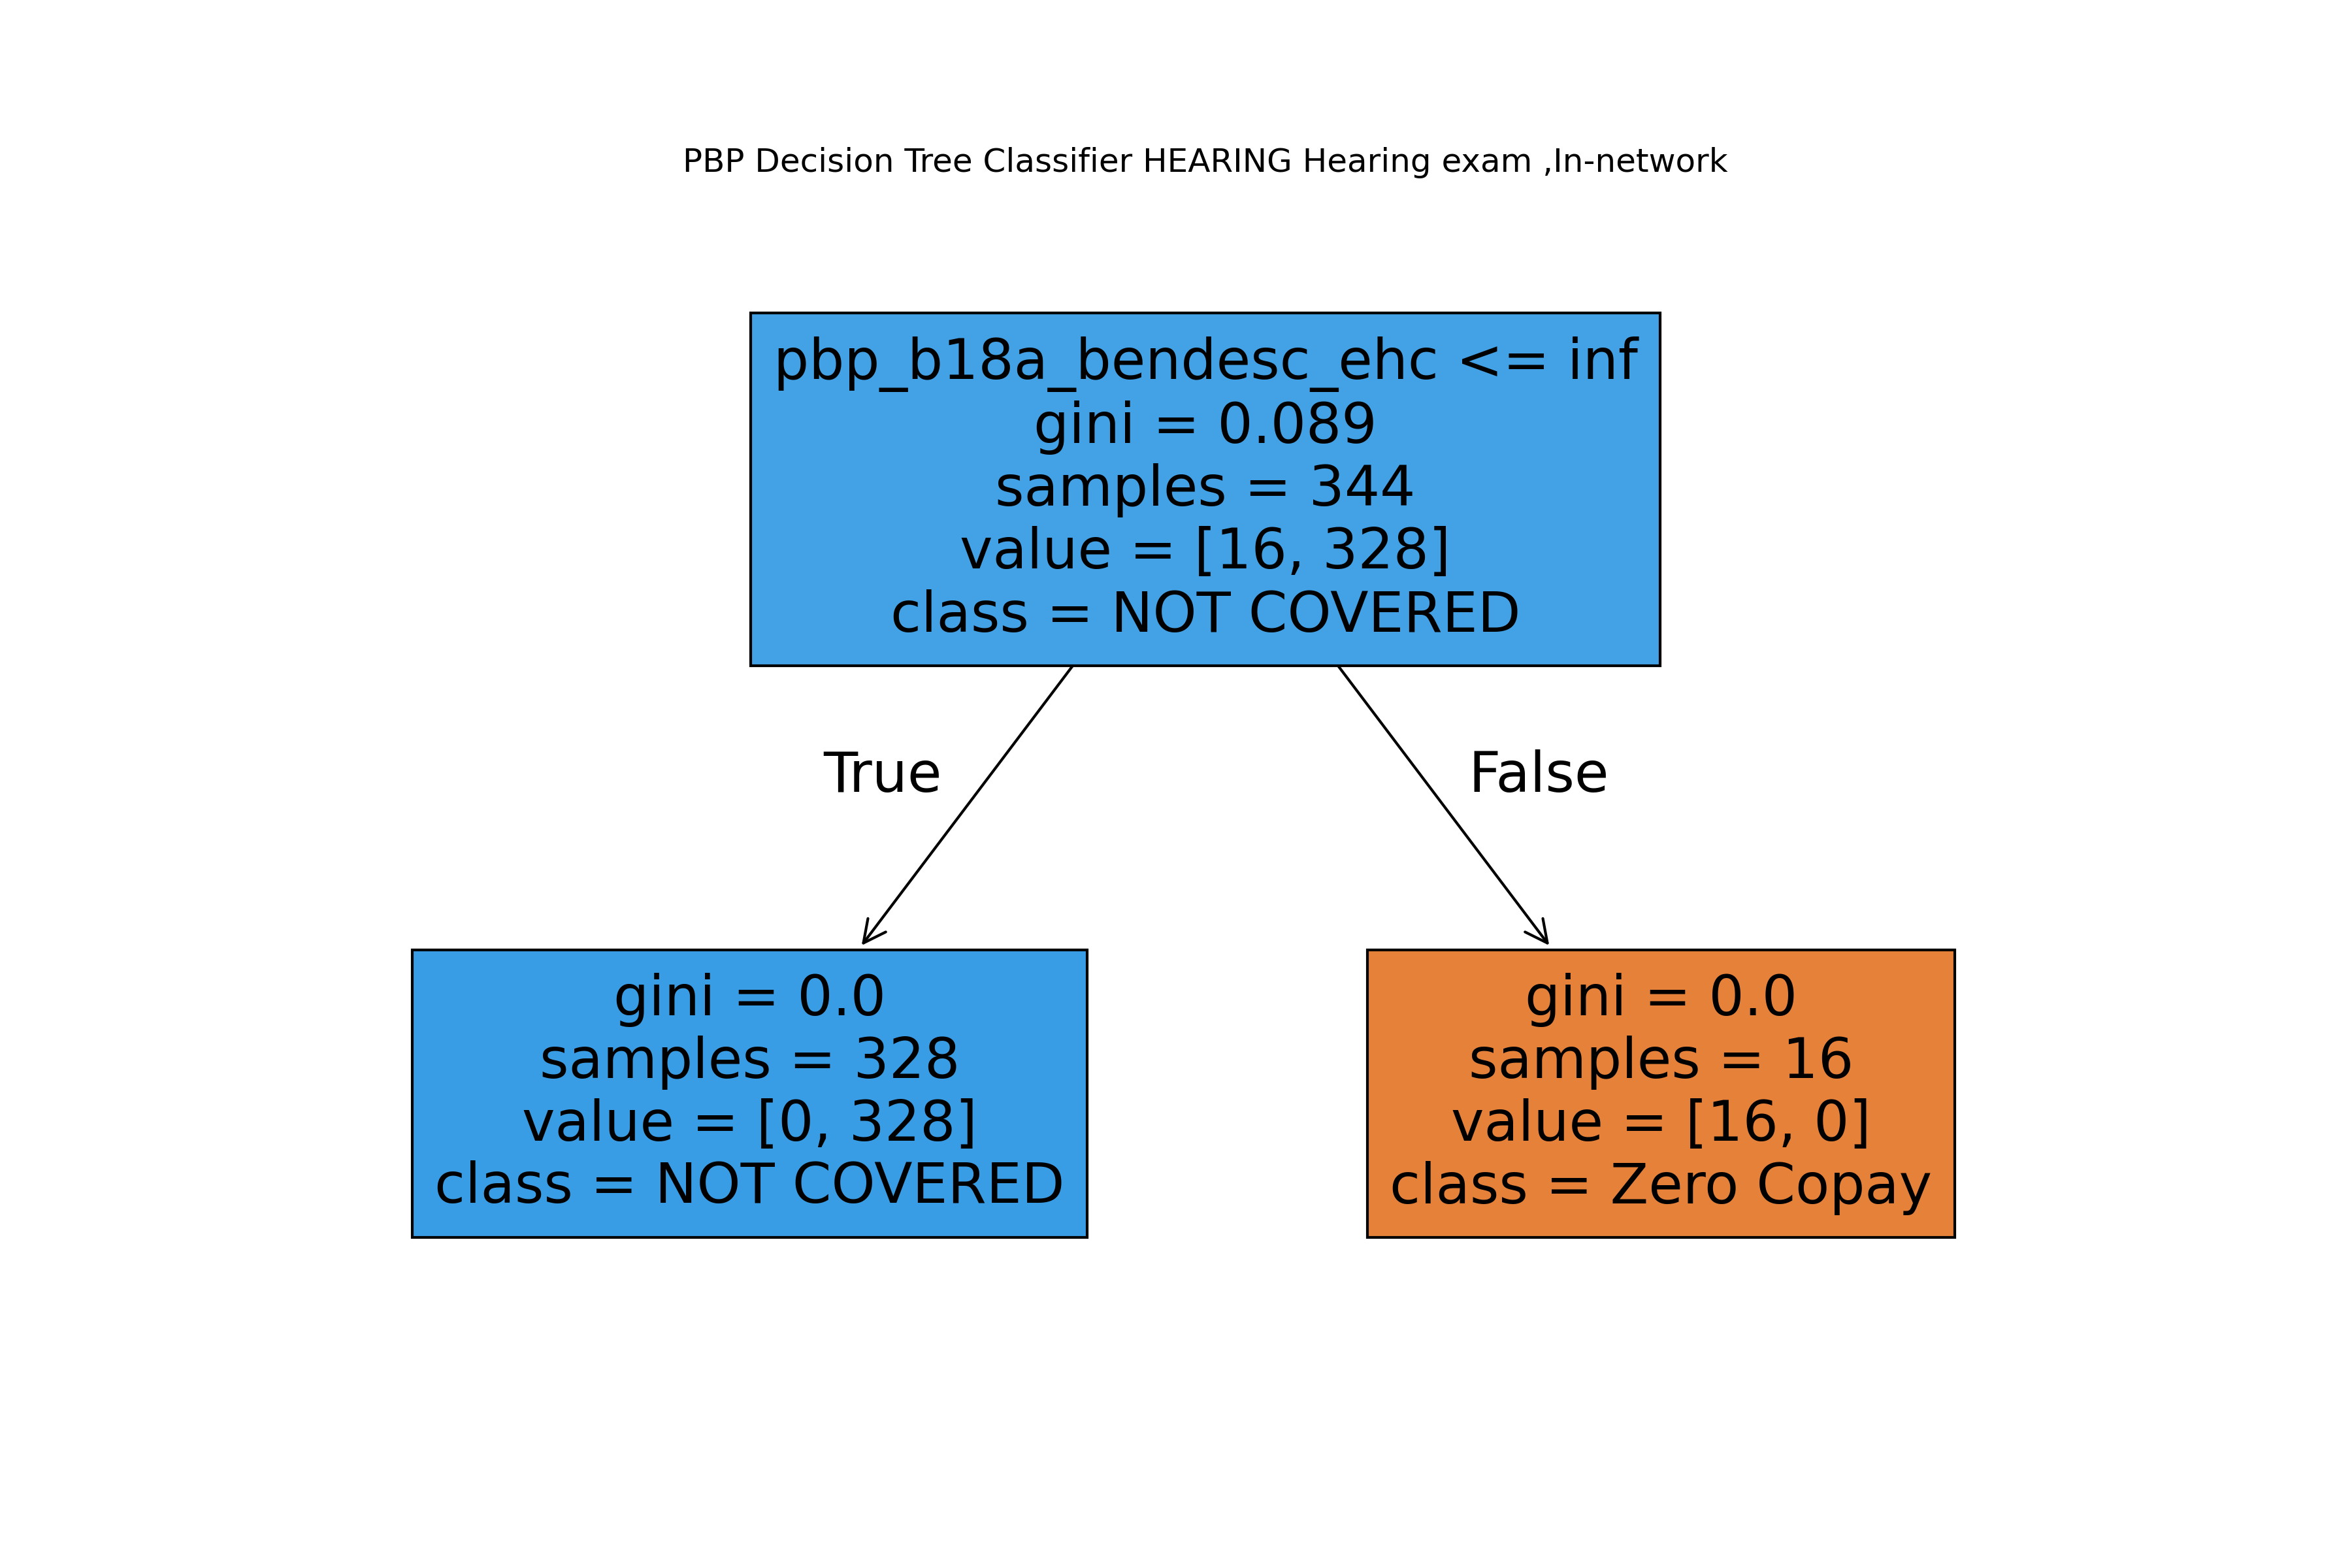 PBP Decision Tree Classifier HEARING Hearing exam ,In-network
pbp_b18a_bendesc_ehc <= inf
gini = 0.089
samples = 344
value = [16, 328]
class = NOT COVERED
True
False
gini = 0.0
samples = 328
value = [0, 328]
class = NOT COVERED
gini = 0.0
samples = 16
value = [16, 0]
class = Zero Copay